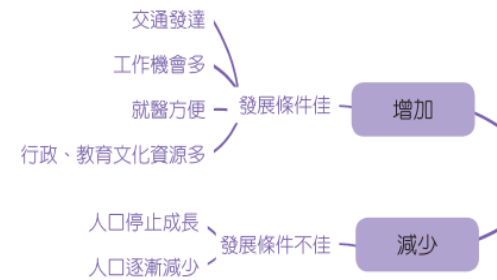 交通發達
工作機會多
就醫方便
行政、教育文化資源多
發展條件佳
增加
人口停止成長
人口逐漸減少
發展條件不佳
減少